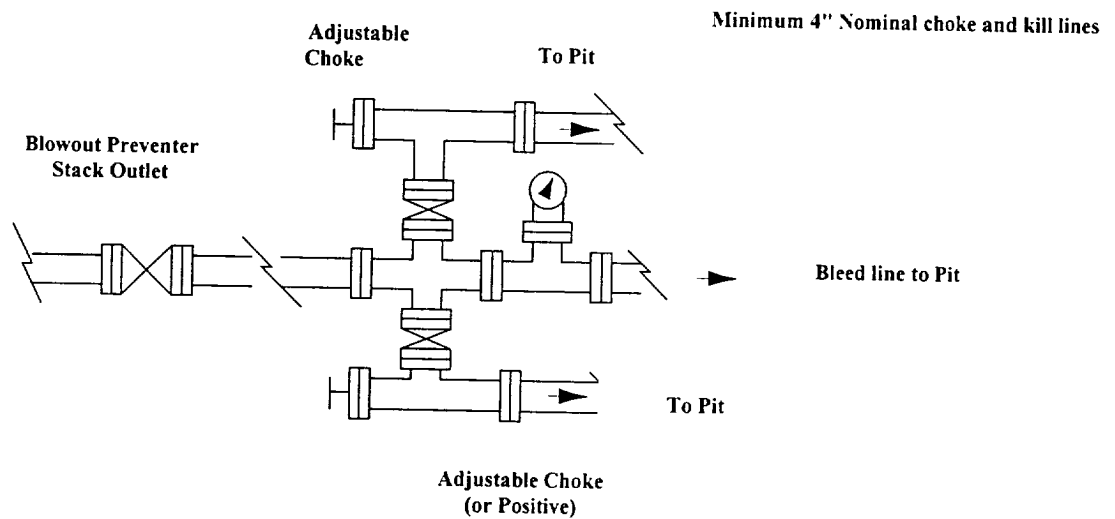 Minimum 4" Nominal choke and kill lines
Adjustable
Choke
To Pit
Blowout Preventer
Stack Outlet
Bleed line to Pit
To Pit
Adjustable Choke
(or Positive)